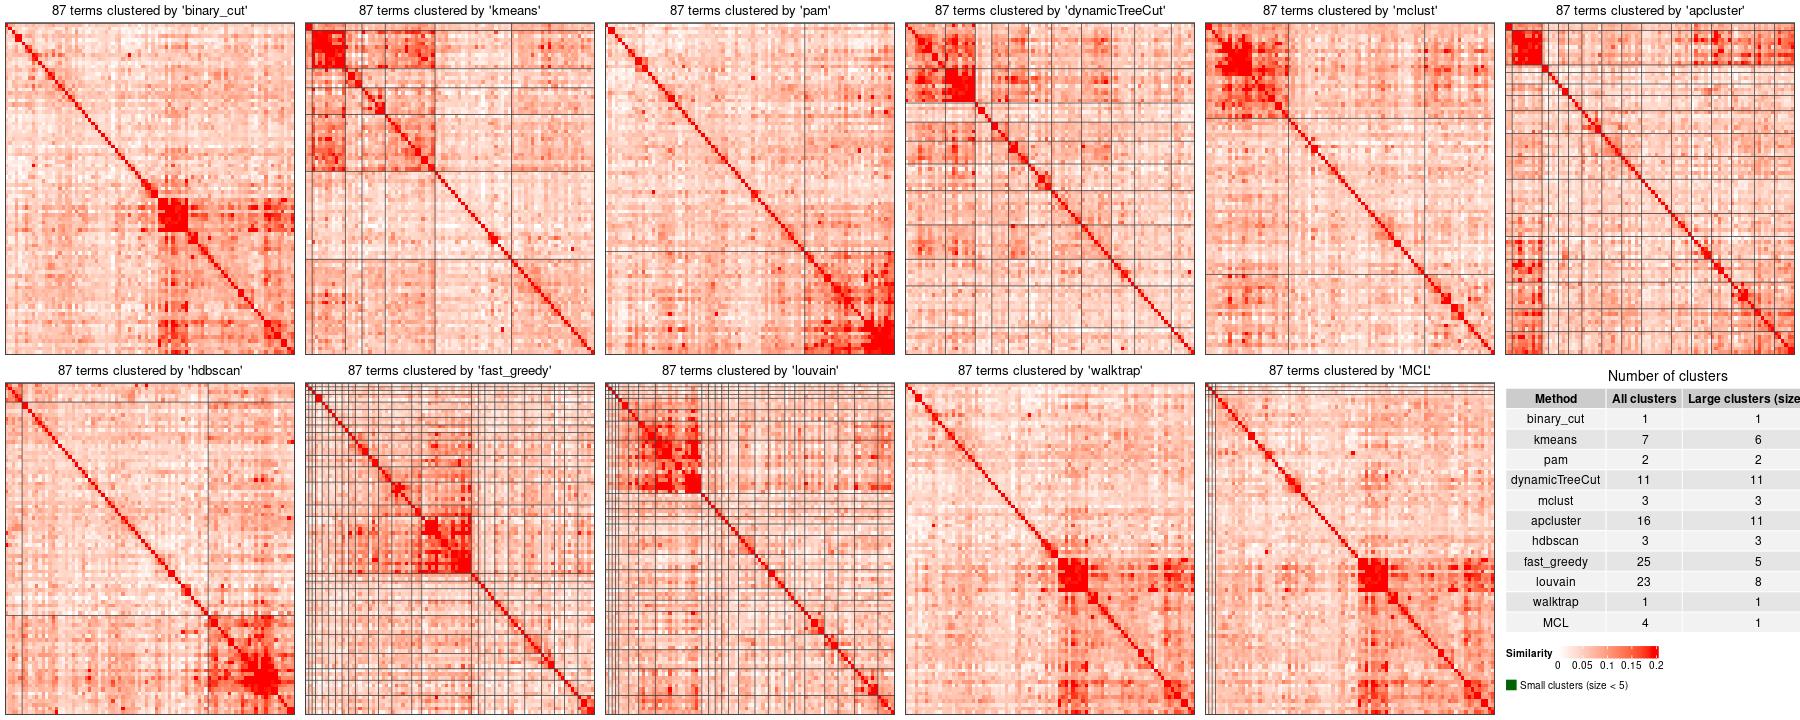 87 terms clustered by 'binary_cut'
87 terms clustered by 'kmeans'
87 terms clustered by 'pam'
87 terms clustered by 'dynamicTreeCut'
87 terms clustered by 'mclust'
87 terms clustered by 'apcluster'
87 terms clustered by 'hdbscan'
87 terms clustered by 'fast_greedy'
87 terms clustered by 'louvain'
87 terms clustered by 'walktrap'
87 terms clustered by 'MCL'
Number of clusters
Method All clusters Large clusters (size
binary_cut 1 1
kmeans 7 6
pam 2 2
dynamicTreeCut 11 11
mclust 3 3
apcluster 16 11
hdbscan 3 3
fast_greedy 25 5
louvain 23 8
walktrap 1 1
MCL 4 1
Similarity
0 0.05 0.1 0.15 0.2
Small clusters (size < 5)